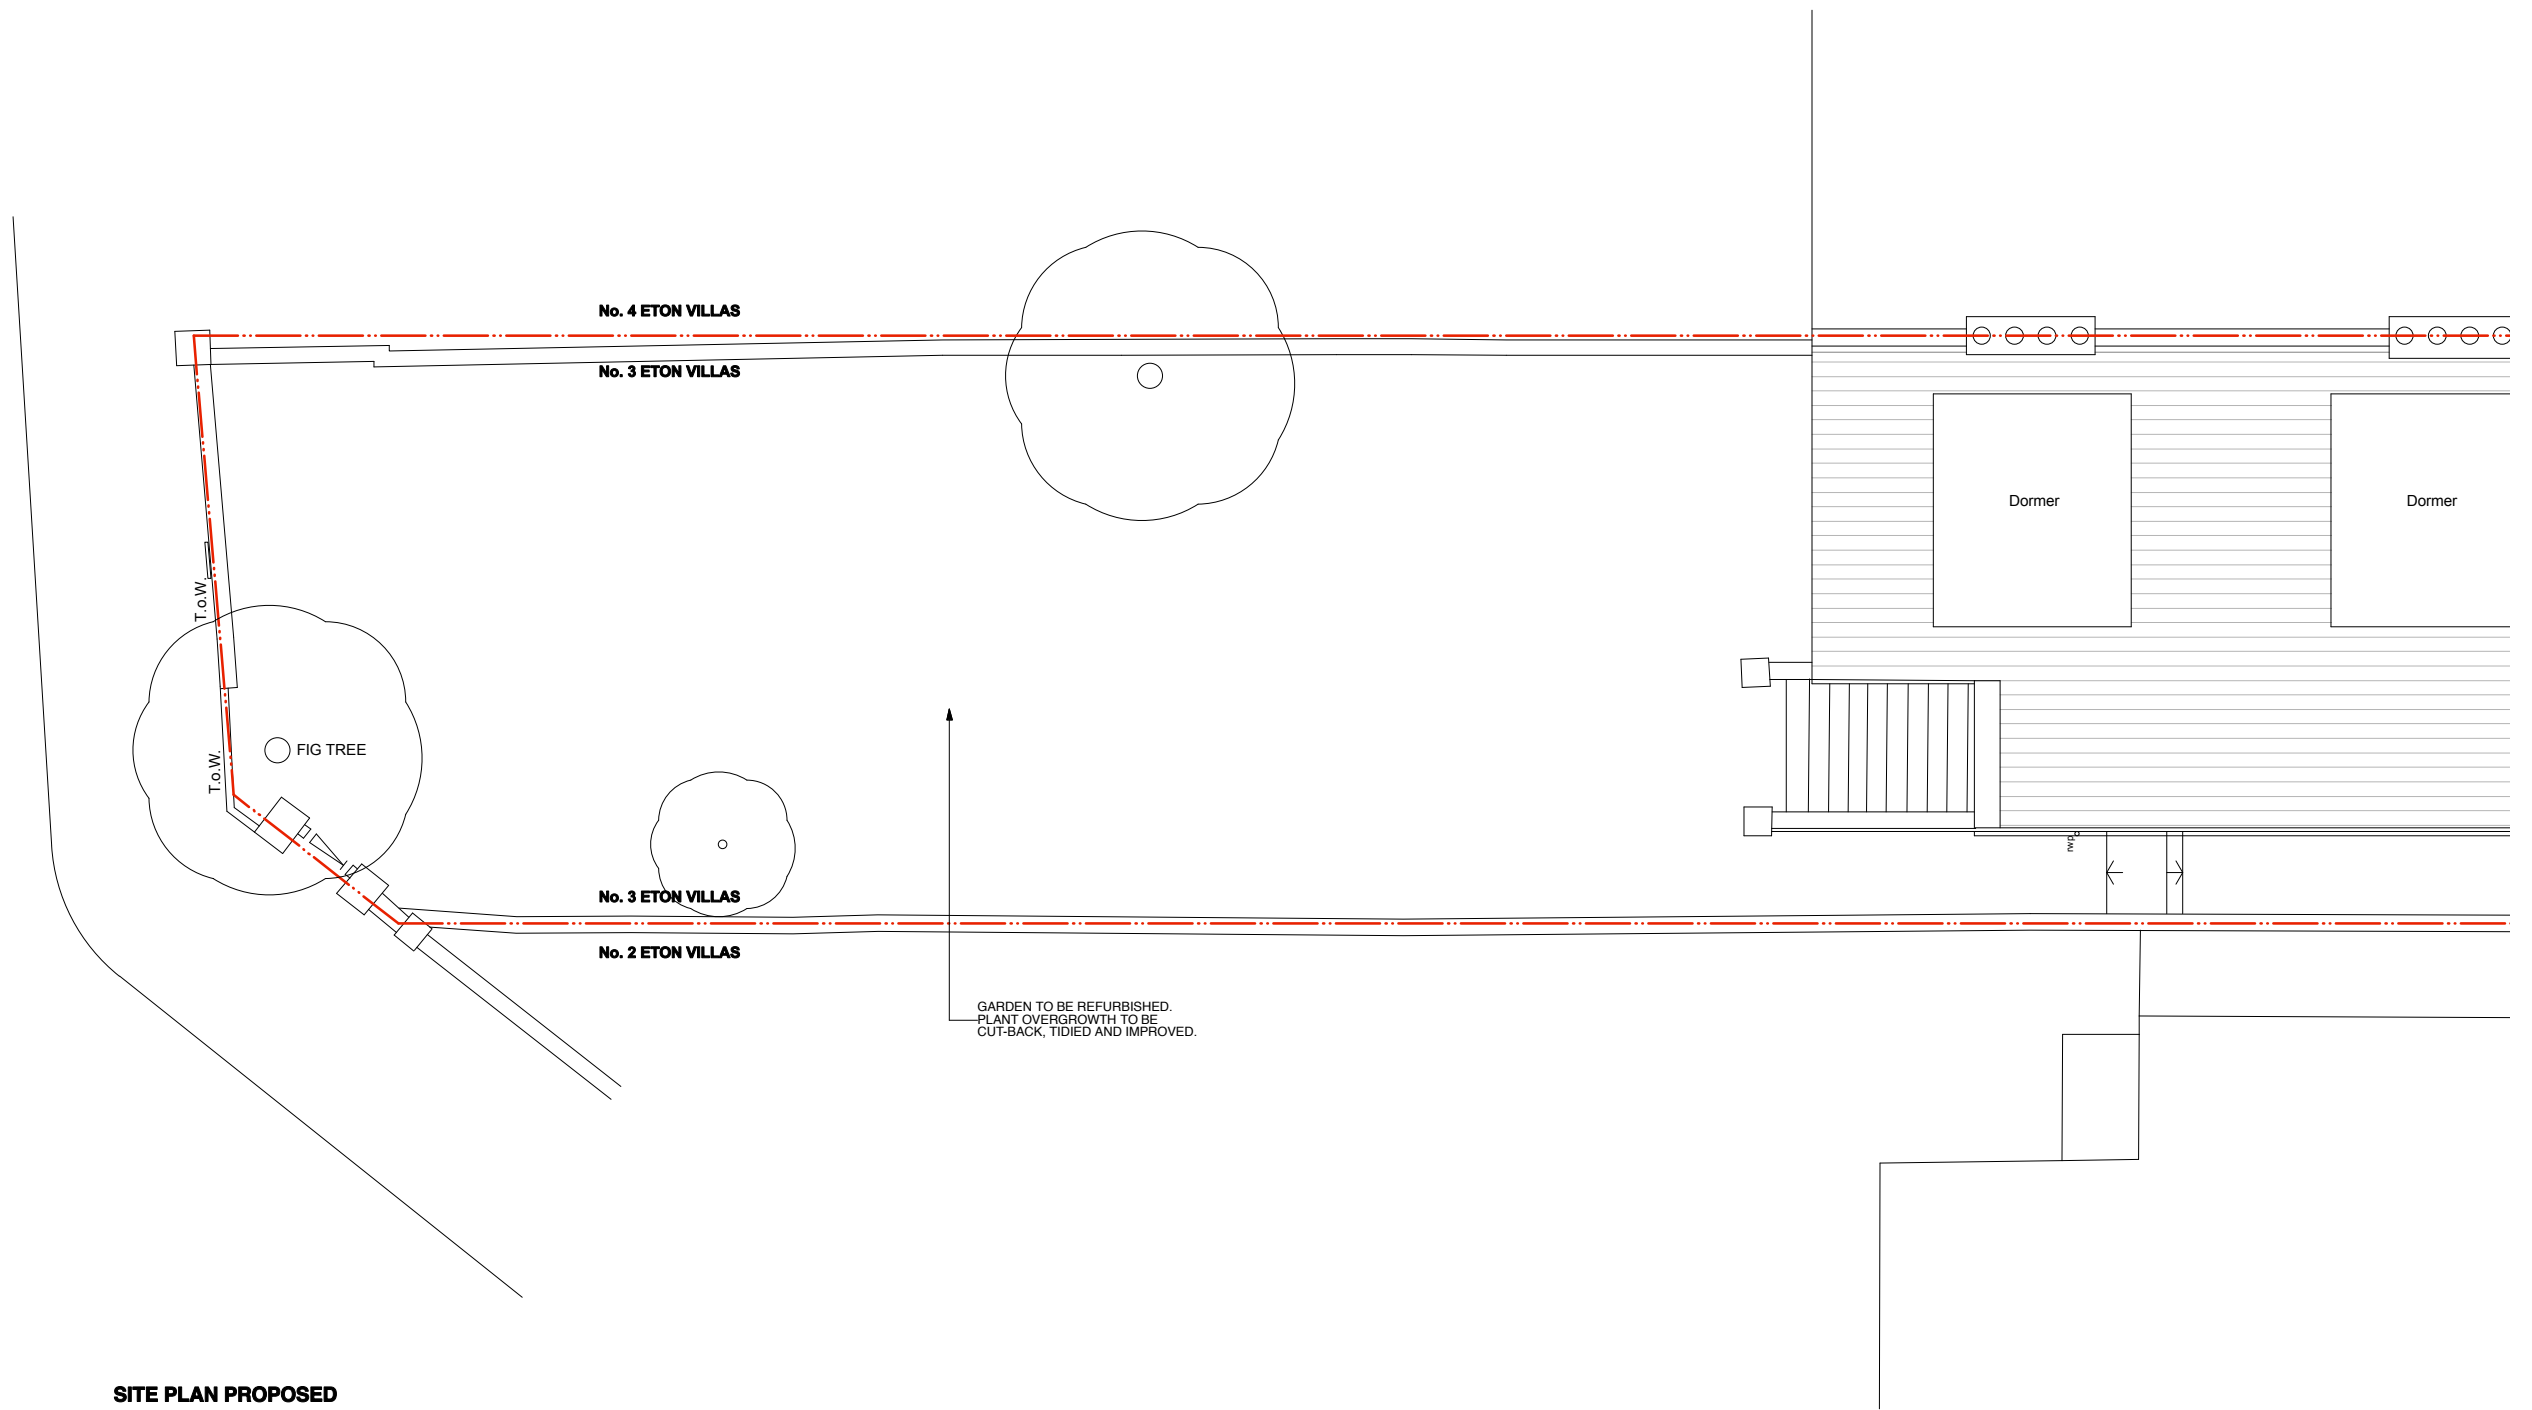 No. 4 ETON VILLAS
No. 3 ETON VILLAS
Dormer
Dormer
T.o.W.
FIG TREE
T.o.W.
rwp
No. 3 ETON VILLAS
No. 2 ETON VILLAS
GARDEN TO BE REFURBISHED.
PLANT OVERGROWTH TO BE
CUT-BACK, TIDIED AND IMPROVED.
SITE PLAN PROPOSED